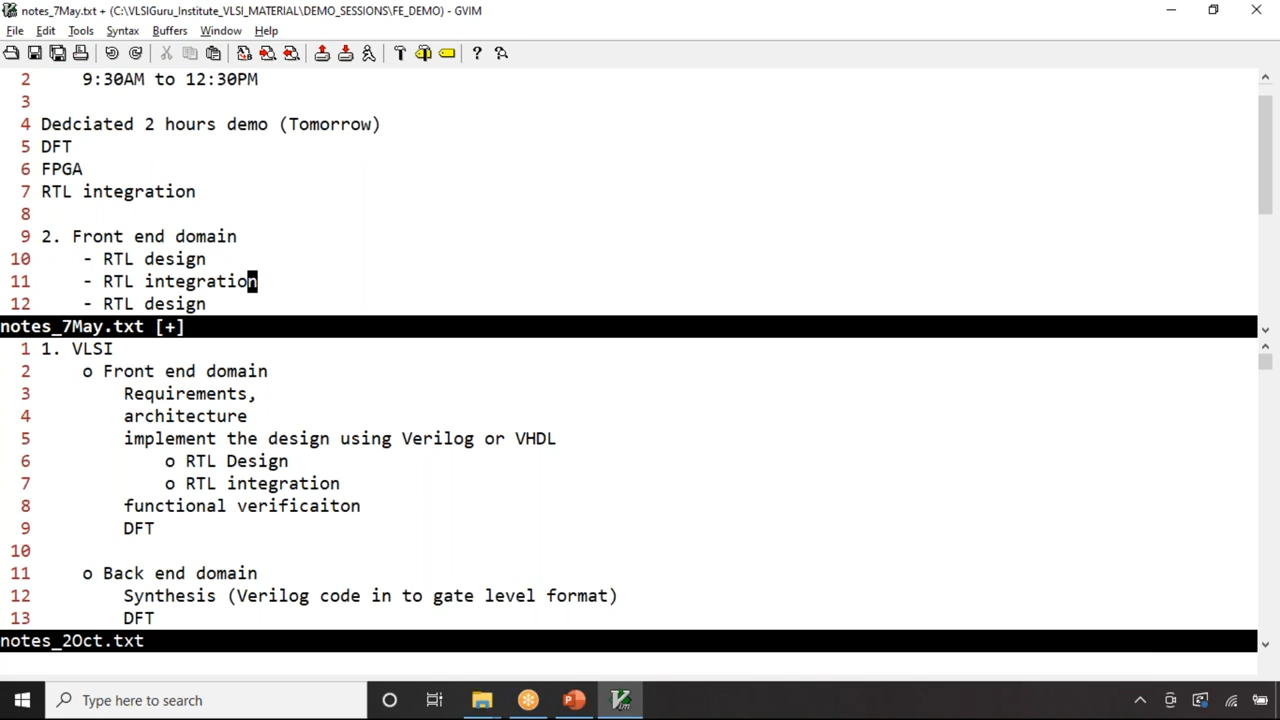 notes_7May.txt + (C:\VLSIGuru_Institute_VLSI_MATERIAL\DEMO_SESSIONS\FE_DEMO) - GVIM
File Edit Tools Syntax Buffers Window Help
2 9:30AM to 12:30PM
3
4 Dedciated 2 hours demo (Tomorrow)
5 DFT
6 FPGA
7 RTL integration
8
9 2. Front end domain
10 - RTL design
11 - RTL integration
12 - RTL design
notes_7May.txt [+]
1 1. VLSI
2 o Front end domain
3 Requirements,
4 architecture
5 implement the design using Verilog or VHDL
6 o RTL Design
7 o RTL integration
8 functional verificaiton
9 DFT
10
11 o Back end domain
12 Synthesis (Verilog code in to gate level format)
13 DFT
notes_2Oct.txt
Type here to search